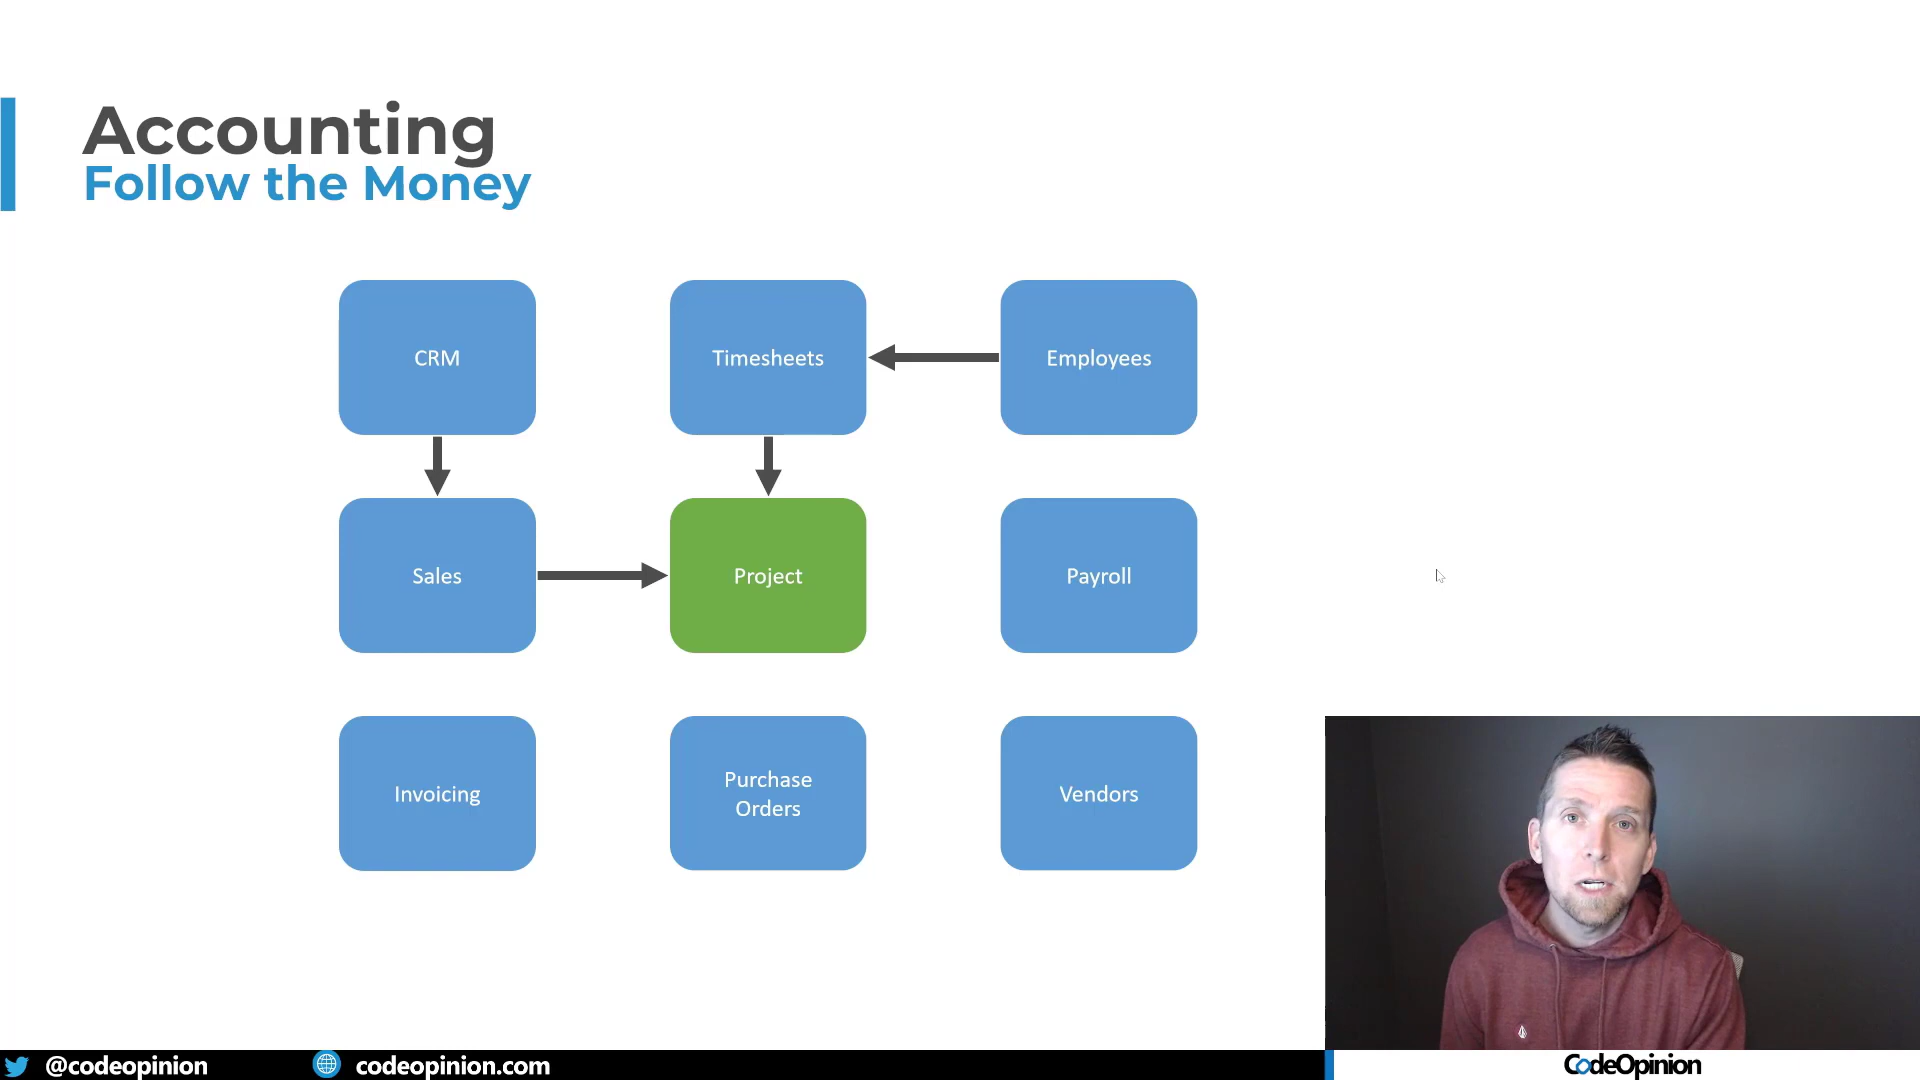 Accounting
Follow the Money
CRM
Timesheets
Employees
Sales
Project
Payroll
Invoicing
Purchase
Orders
Vendors
@codeopinion
codeopinion.com
CodeOpinion